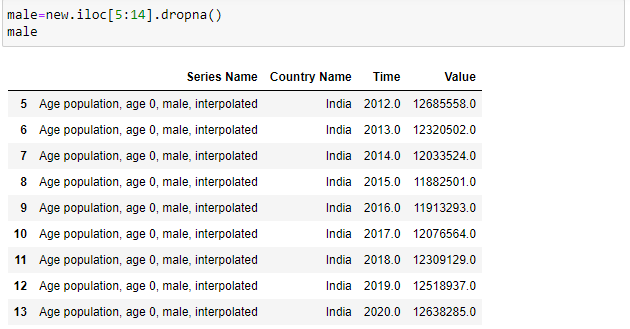 male=new.iloc[5:14].dropna()
male
Series Name Country Name Time Value
5 Age population, age 0, male, interpolated India 2012.0 12685558.0
6 Age population, age 0, male, interpolated India 2013.0 12320502.0
7 Age population, age 0, male, interpolated India 2014.0 12033524.0
8 Age population, age 0, male, interpolated India 2015.0 11882501.0
9 Age population, age 0, male, interpolated India 2016.0 11913293.0
10 Age population, age 0, male, interpolated India 2017.0 12076564.0
11 Age population, age 0, male, interpolated India 2018.0 12309129.0
12 Age population, age 0, male, interpolated India 2019.0 12518937.0
13 Age population, age 0, male, interpolated India 2020.0 12638285.0